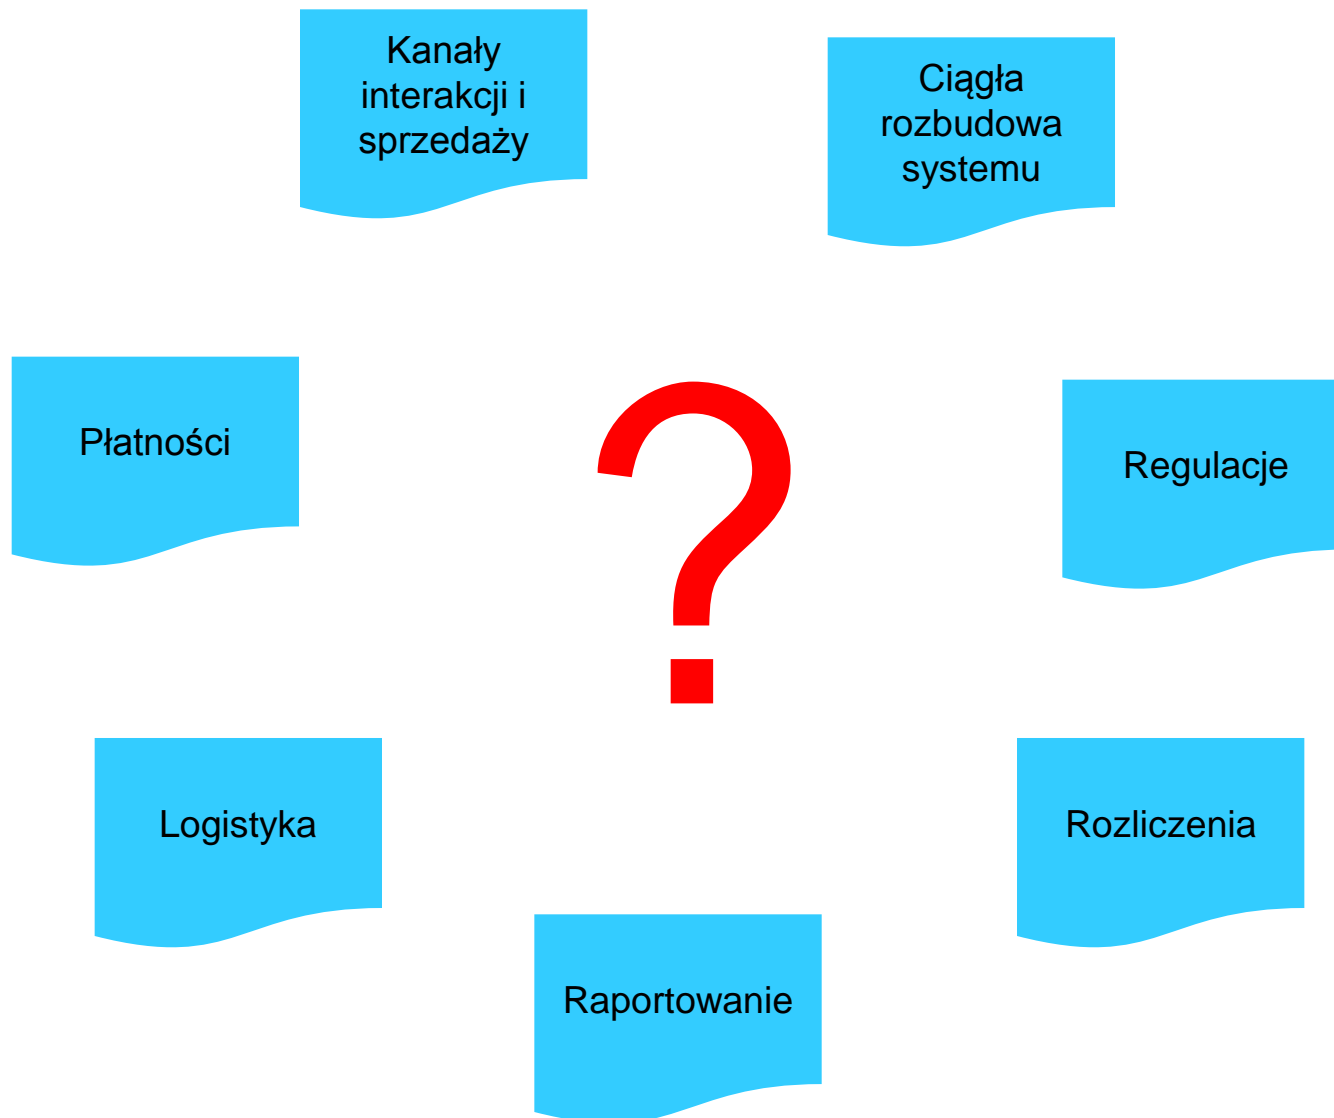 Kanały
interakcji i
sprzedaży
Ciągła
rozbudowa
systemu
Płatności
?
Regulacje
Logistyka
Rozliczenia
Raportowanie